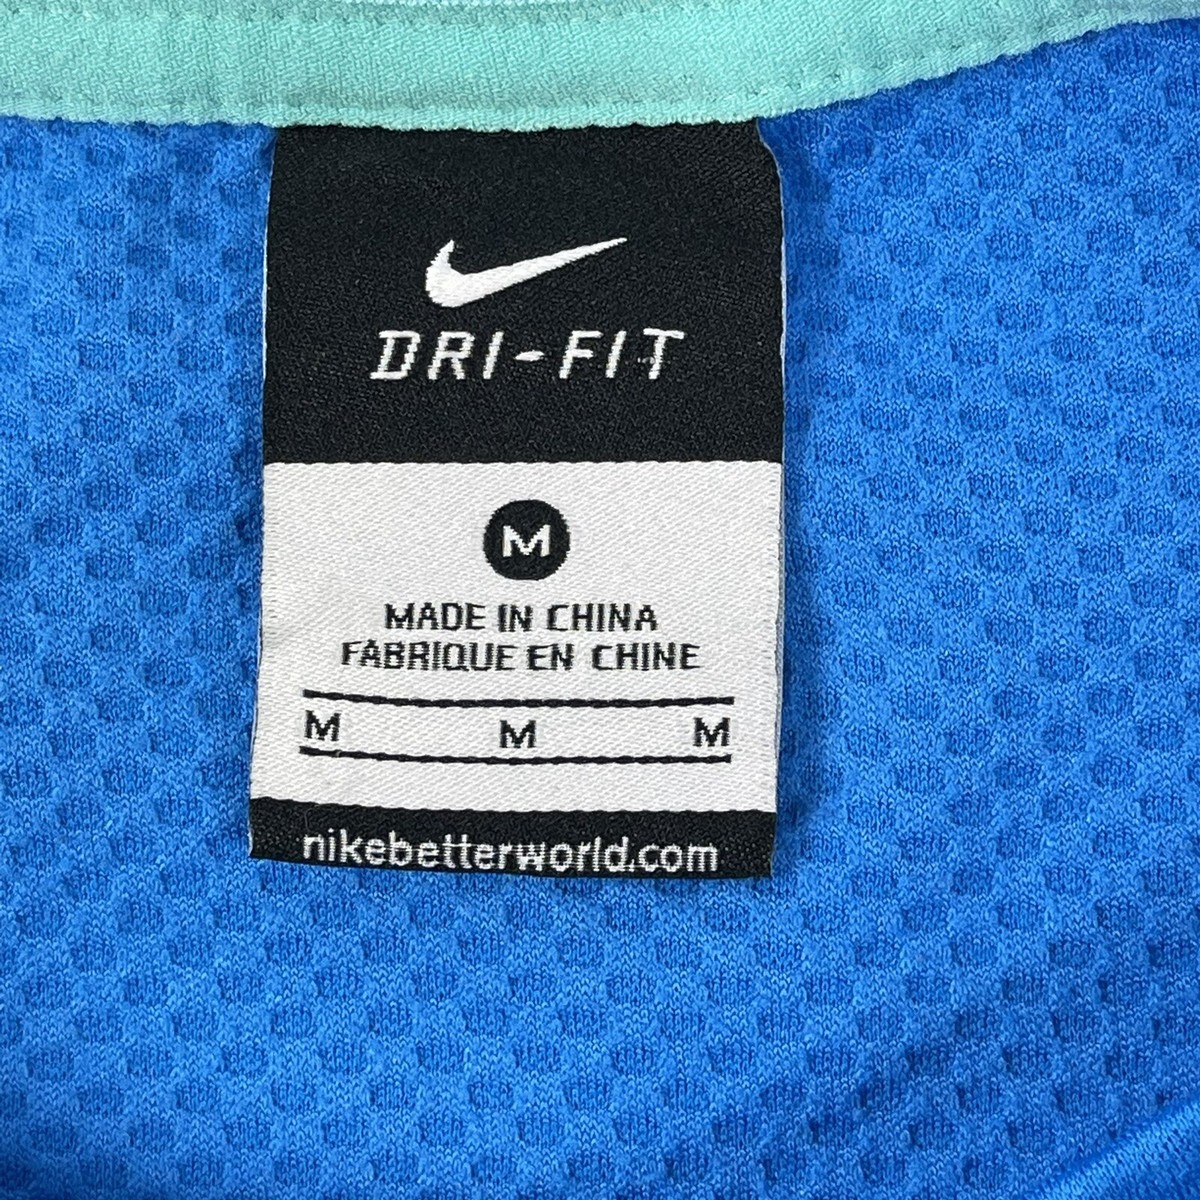 DRI-FIT
M
MADE IN CHINA
FABRIQUE EN CHINE
M M M
nikebetterworld.com